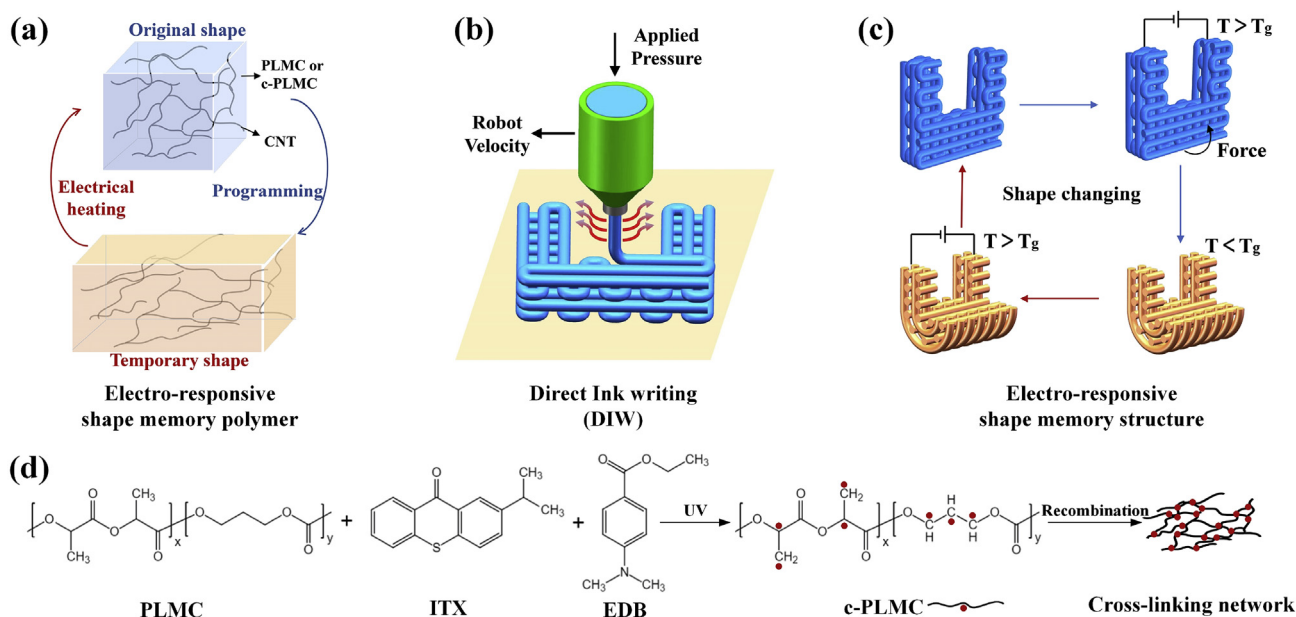 (a)
Original shape
PLMC or
c-PLMC
CNT
Electrical
heating
Programming
Temporary shape
Electro-responsive
shape memory polymer
(b)
Applied
Pressure
Robot
Velocity
Direct Ink writing
(DIW)
(c)
T > Tg
Force
Shape changing
T > Tg
T < Tg
Electro-responsive
shape memory structure
(d)
O
CH3
O
O
CH3
O
x
O
O
O
y
+
O
CH3
CH3
S
+
O
O
CH3
N
H3C
CH3
UV
O
CH2
O
O
CH2
O
x
O
H
C
H
C
H
C
H
O
O
y
Recombination
PLMC
ITX
EDB
c-PLMC
Cross-linking network